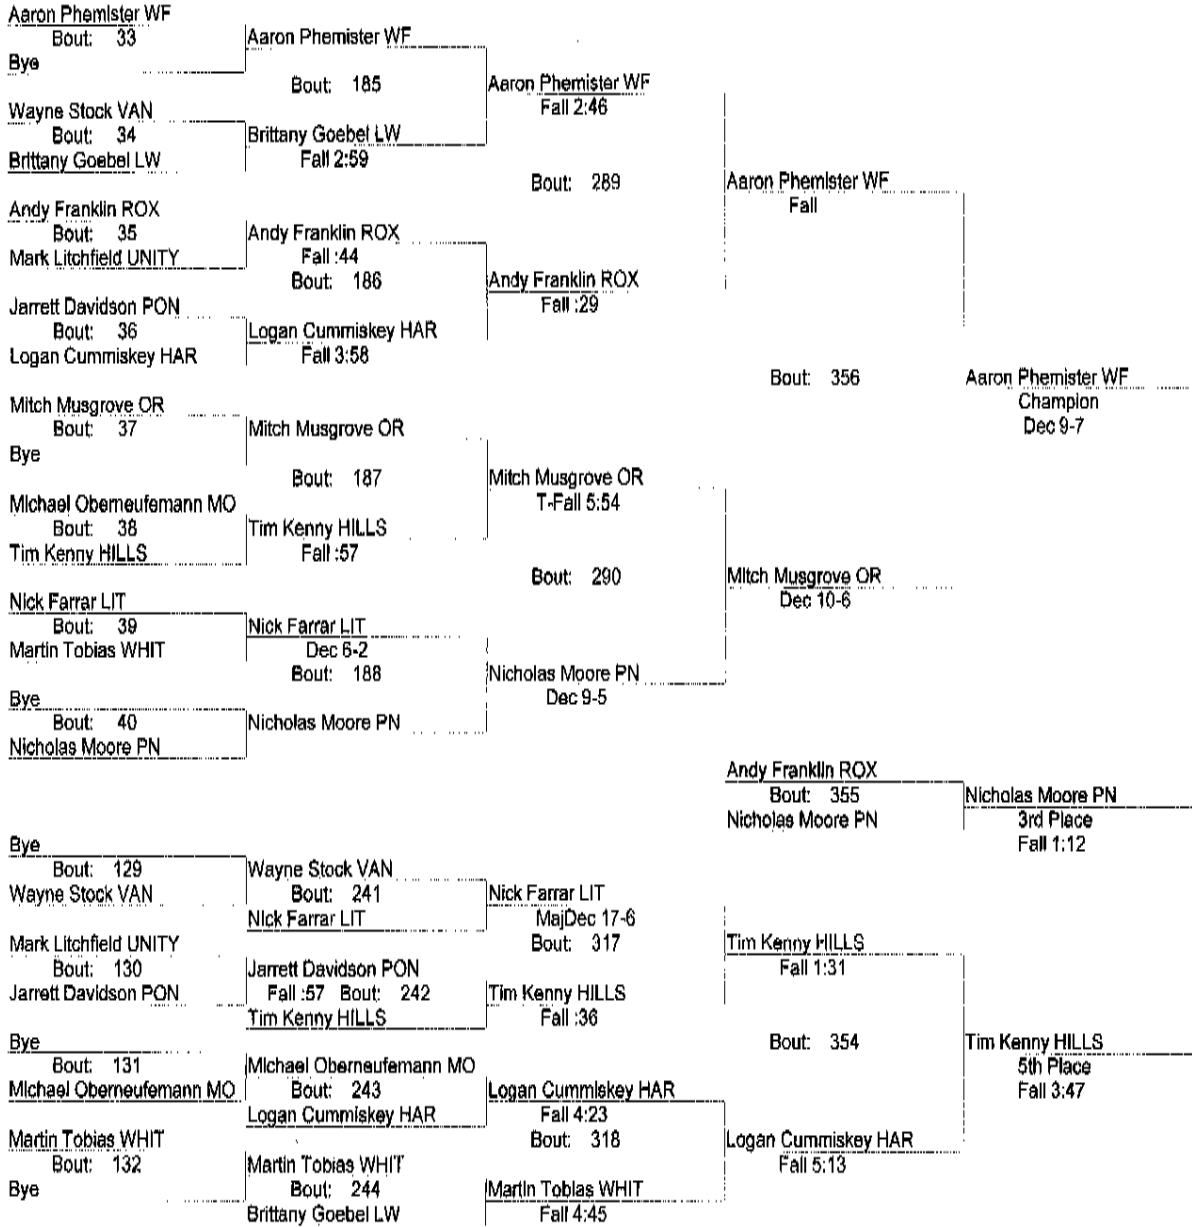 Aaron Phemister WF
Bout: 33
Bye
Aaron Phemister WF
Bout: 185
Wayne Stock VAN
Bout: 34
Brittany Goebel LW
Brittany Goebel LW
Fall 2:59
Aaron Phemister WF
Fall 2:46
Bout: 289
Andy Franklin ROX
Bout: 35
Mark Litchfield UNITY
Andy Franklin ROX
Fall :44
Bout: 186
Jarrett Davidson PON
Bout: 36
Logan Cummiskey HAR
Logan Cummiskey HAR
Fall 3:58
Andy Franklin ROX
Fall :29
Aaron Phemister WF
Fall
Bout: 356
Aaron Phemister WF
Champion
Dec 9-7
Mitch Musgrove OR
Bout: 37
Bye
Mitch Musgrove OR
Bout: 187
Michael Oberneufemann MO
Bout: 38
Tim Kenny HILLS
Tim Kenny HILLS
Fall :57
Mitch Musgrove OR
T-Fall 5:54
Bout: 290
Nick Farrar LIT
Bout: 39
Martin Tobias WHIT
Nick Farrar LIT
Dec 6-2
Bout: 188
Bye
Bout: 40
Nicholas Moore PN
Nicholas Moore PN
Nicholas Moore PN
Dec 9-5
Mitch Musgrove OR
Dec 10-6
Andy Franklin ROX
Bout: 355
Nicholas Moore PN
Nicholas Moore PN
3rd Place
Fall 1:12
Bye
Bout: 129
Wayne Stock VAN
Wayne Stock VAN
Bout: 241
Nick Farrar LIT
Nick Farrar LIT
MajDec 17-6
Bout: 317
Mark Litchfield UNITY
Bout: 130
Jarrett Davidson PON
Jarrett Davidson PON
Fall :57 Bout: 242
Tim Kenny HILLS
Tim Kenny HILLS
Fall :36
Tim Kenny HILLS
Fall 1:31
Bout: 354
Tim Kenny HILLS
5th Place
Fall 3:47
Bye
Bout: 131
Michael Oberneufemann MO
Michael Oberneufemann MO
Bout: 243
Logan Cummiskey HAR
Logan Cummiskey HAR
Fall 4:23
Bout: 318
Martin Tobias WHIT
Bout: 132
Bye
Martin Tobias WHIT
Bout: 244
Brittany Goebel LW
Martin Tobias WHIT
Fall 4:45
Logan Cummiskey HAR
Fall 5:13